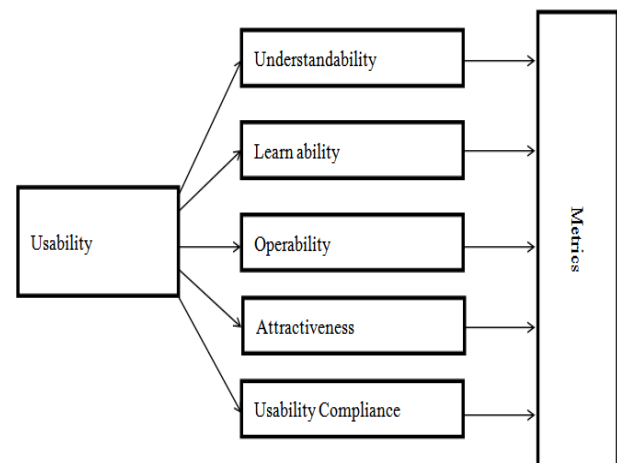 Understandability
Learn ability
Usability
Operability
Attractiveness
Usability Compliance
Metrics